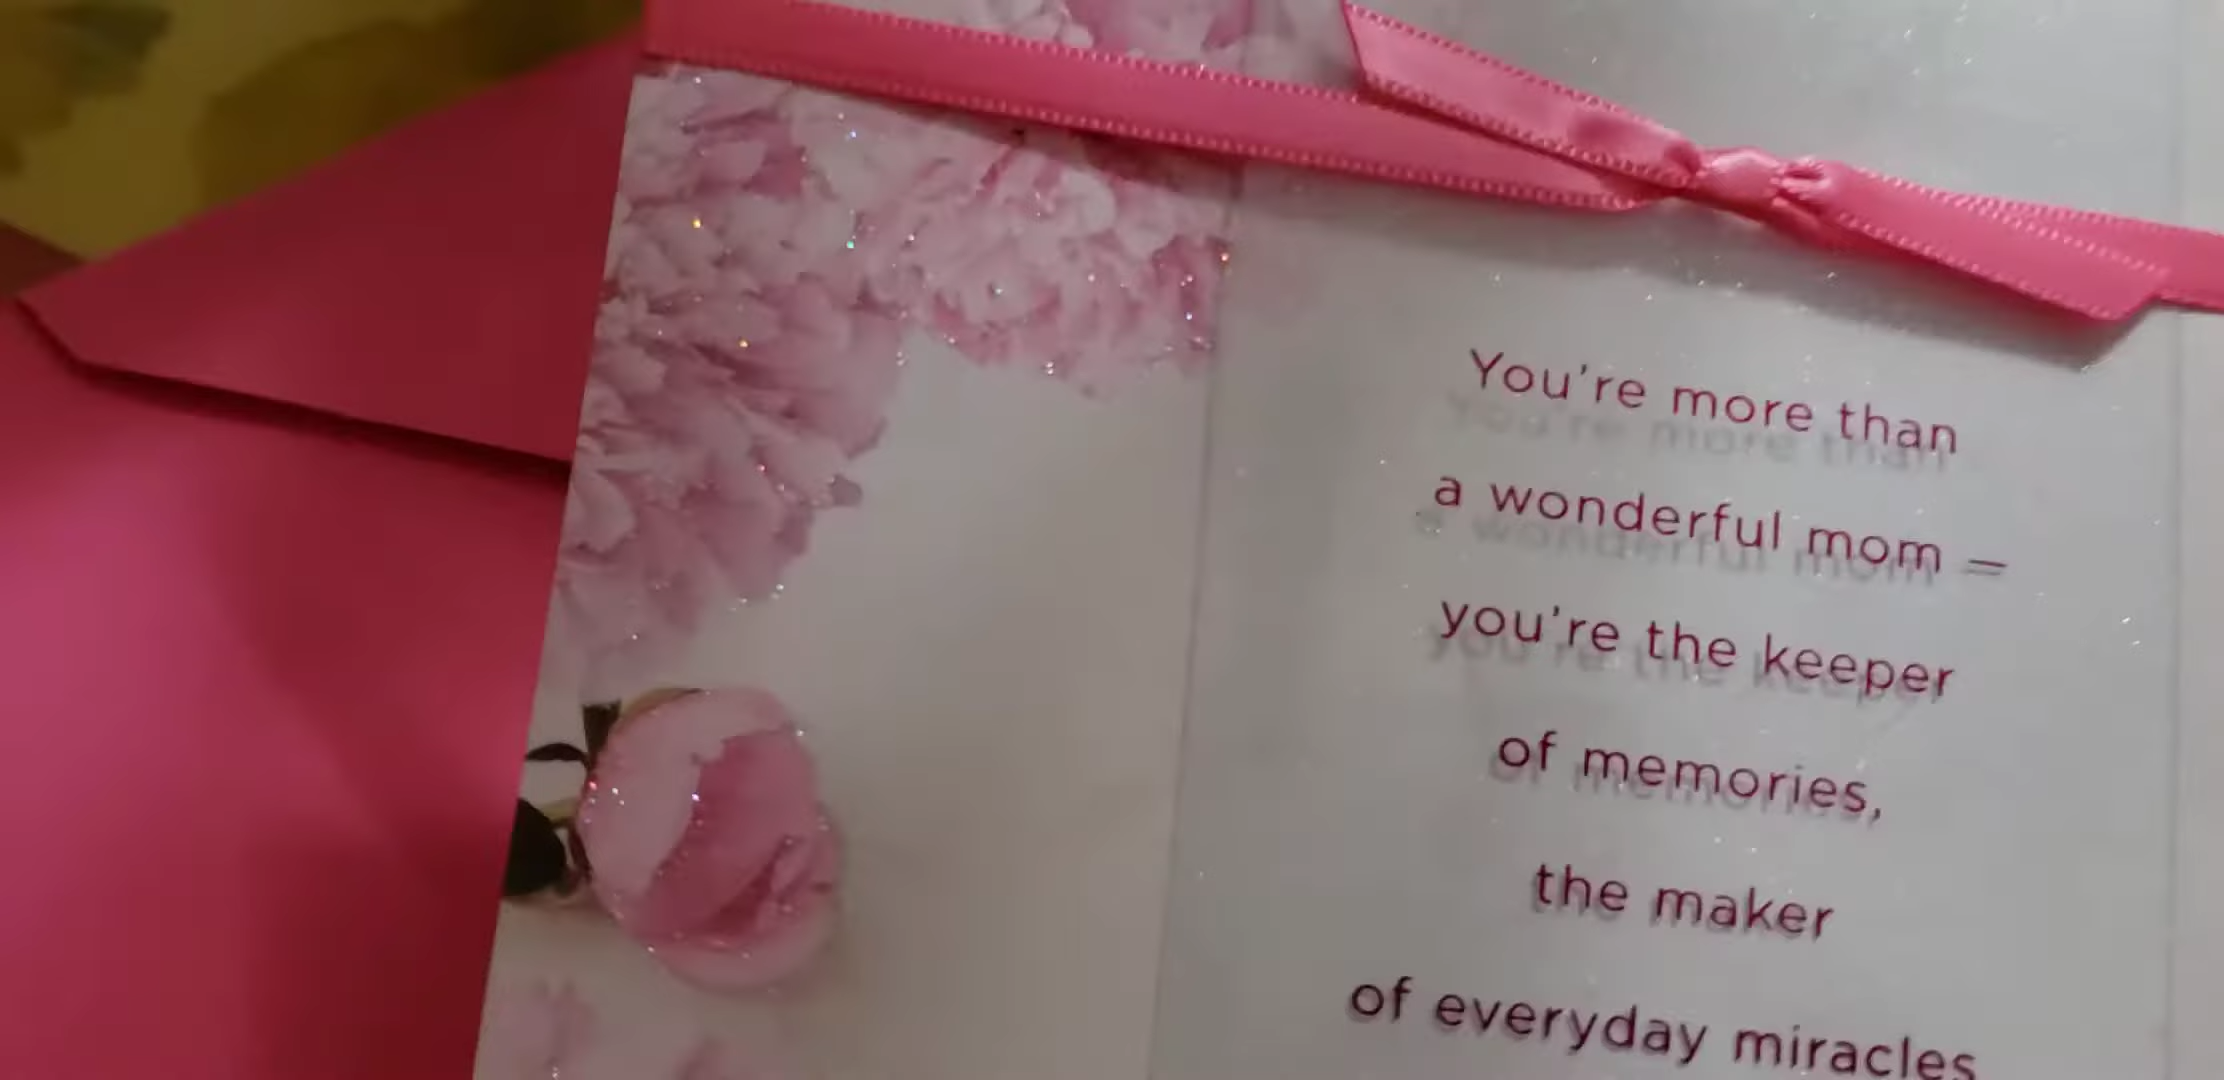 You're more than
a wonderful mom –
you're the keeper
of memories,
the maker
of everyday miracles